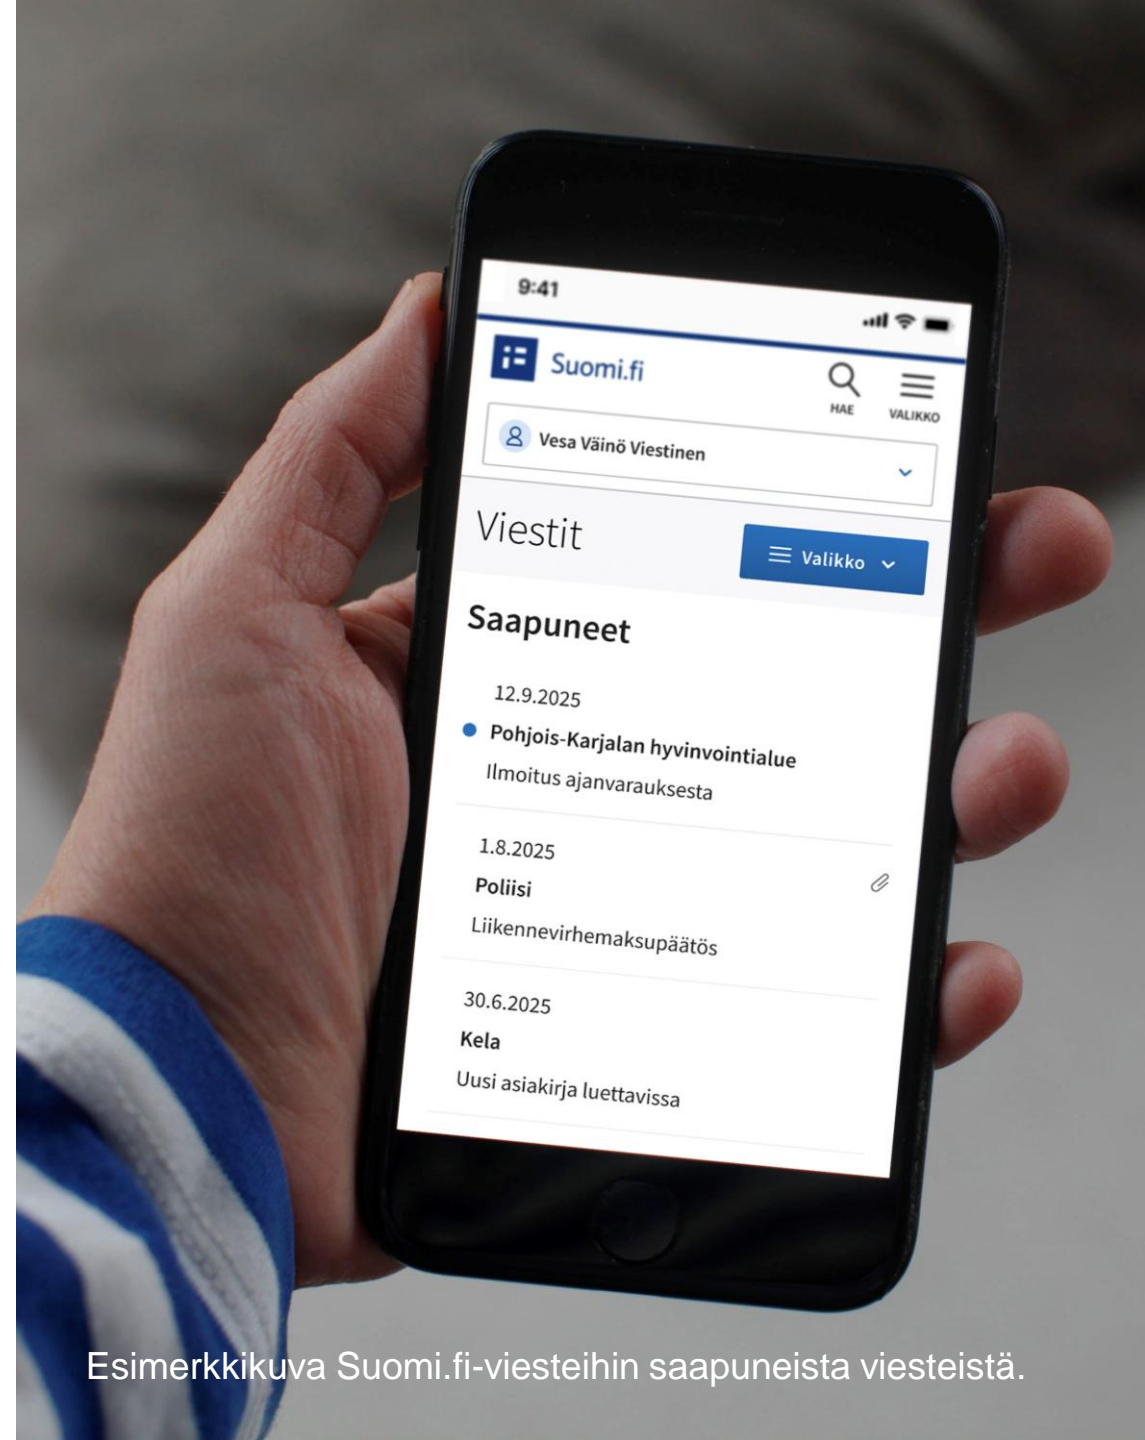 9:41
Suomi.fi
HAE
VALIKKO
Vesa Väinö Viestinen
Viestit
Valikko
Saapuneet
12.9.2025
Pohjois-Karjalan hyvinvointialue
Ilmoitus ajanvarauksesta
1.8.2025
Poliisi
Liikennevirhemaksupäätös
30.6.2025
Kela
Uusi asiakirja luettavissa
Esimerkkikuva Suomi.fi-viesteihin saapuneista viesteistä.